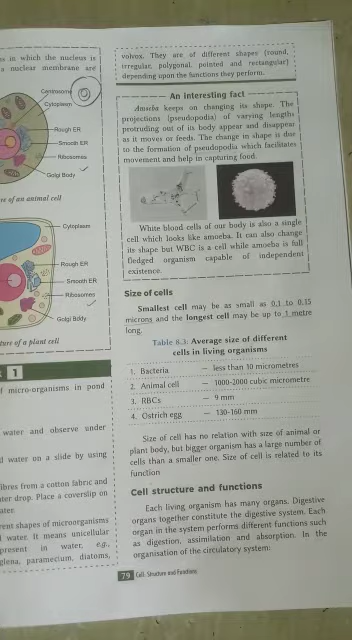 es in which the nucleus is
a nuclear membrane are
Centrosome
Cytoplasm
Rough ER
Smooth ER
Ribosomes
Golgi Body
re of an animal cell
Cytoplasm
Rough ER
Smooth ER
Ribosomes
Golgi Body
ture of a plant cell
1
f micro-organisms in pond
water and observe under
d water on a slide by using
fibres from a cotton fabric and
ter drop. Place a coverslip on
ater.
rent shapes of microorganisms
d water. It means unicellular
present in water, e.g.,
glena, paramecium, diatoms,
volvox. They are of different shapes (round,
irregular, polygonal, pointed and rectangular)
depending upon the functions they perform.
An interesting fact
Amoeba keeps on changing its shape. The
projections (pseudopodia) of varying lengths
protruding out of its body appear and disappear
as it moves or feeds. The change in shape is due
to the formation of pseudopodia which facilitates
movement and help in capturing food.
White blood cells of our body is also a single
cell which looks like amoeba. It can also change
its shape but WBC is a cell while amoeba is full
fledged organism capable of independent
existence.
Size of cells
Smallest cell may be as small as 0.1 to 0.15
microns and the longest cell may be up to 1 metre
long.
Table 8.3: Average size of different
cells in living organisms
1. Bacteria – less than 10 micrometres
2. Animal cell – 1000-2000 cubic micrometre
3. RBCs – 9 mm
4. Ostrich egg – 130-160 mm
Size of cell has no relation with size of animal or
plant body, but bigger organism has a large number of
cells than a smaller one. Size of cell is related to its
function
Cell structure and functions
Each living organism has many organs. Digestive
organs together constitute the digestive system. Each
organ in the system performs different functions such
as digestion, assimilation and absorption. In the
organisation of the circulatory system:
79 Cell: Structure and Functions